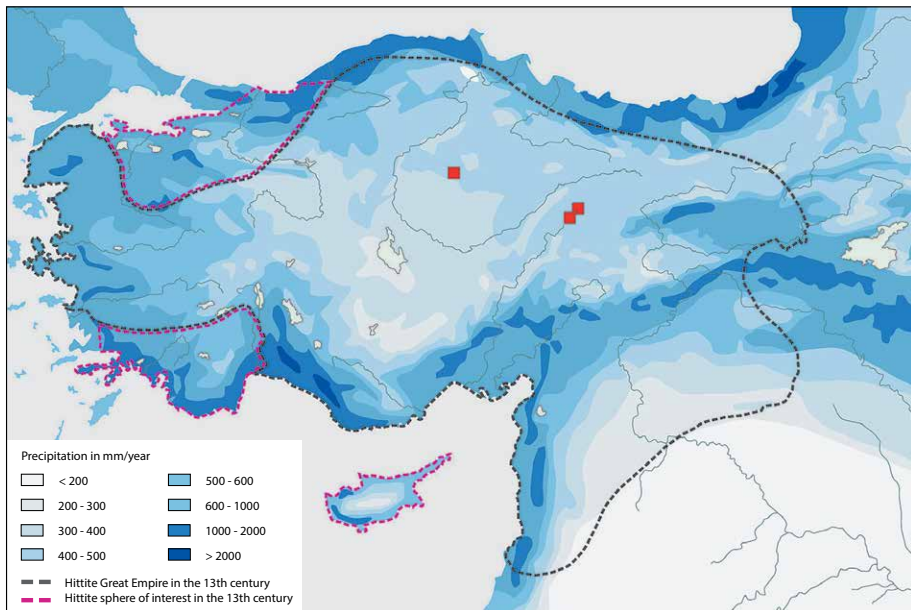 Precipitation in mm/year
< 200
200 - 300
300 - 400
400 - 500
500 - 600
600 - 1000
1000 - 2000
> 2000
Hittite Great Empire in the 13th century
Hittite sphere of interest in the 13th century